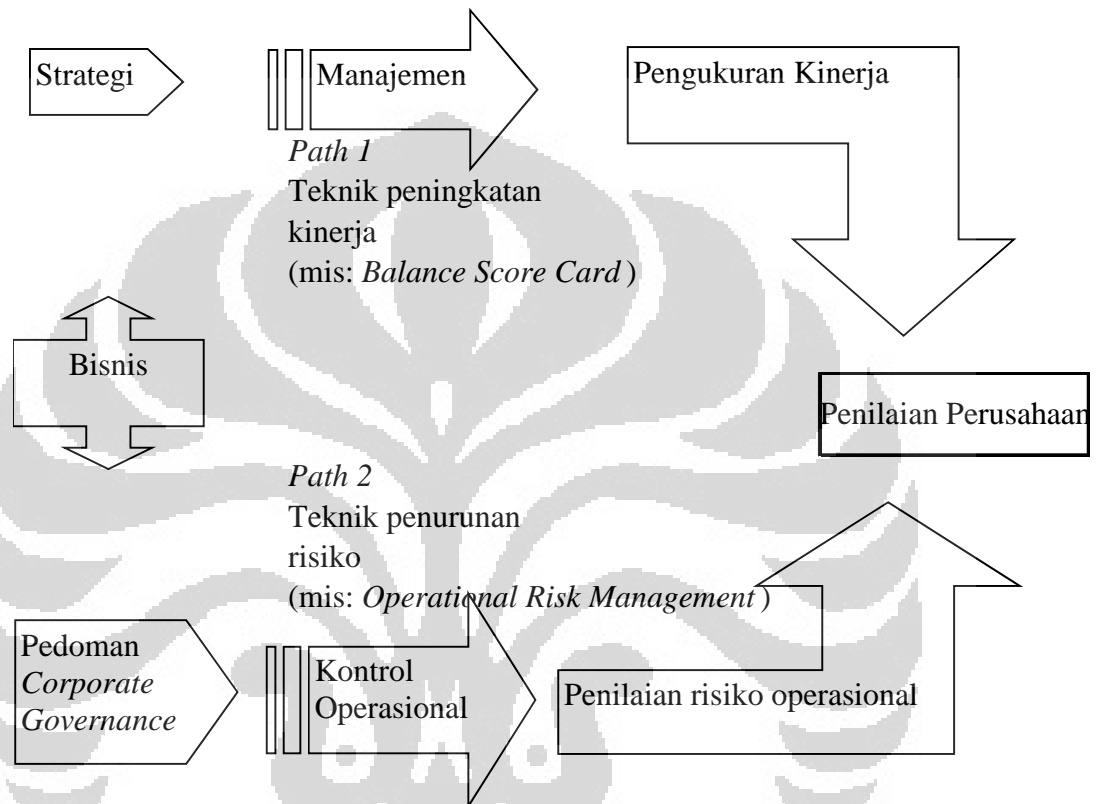 Strategi
Manajemen
Pengukuran Kinerja
Path 1
Teknik peningkatan
kinerja
(mis: Balance Score Card)
Bisnis
Penilaian Perusahaan
Path 2
Teknik penurunan
risiko
(mis: Operational Risk Management)
Pedoman
Corporate
Governance
Kontrol
Operasional
Penilaian risiko operasional